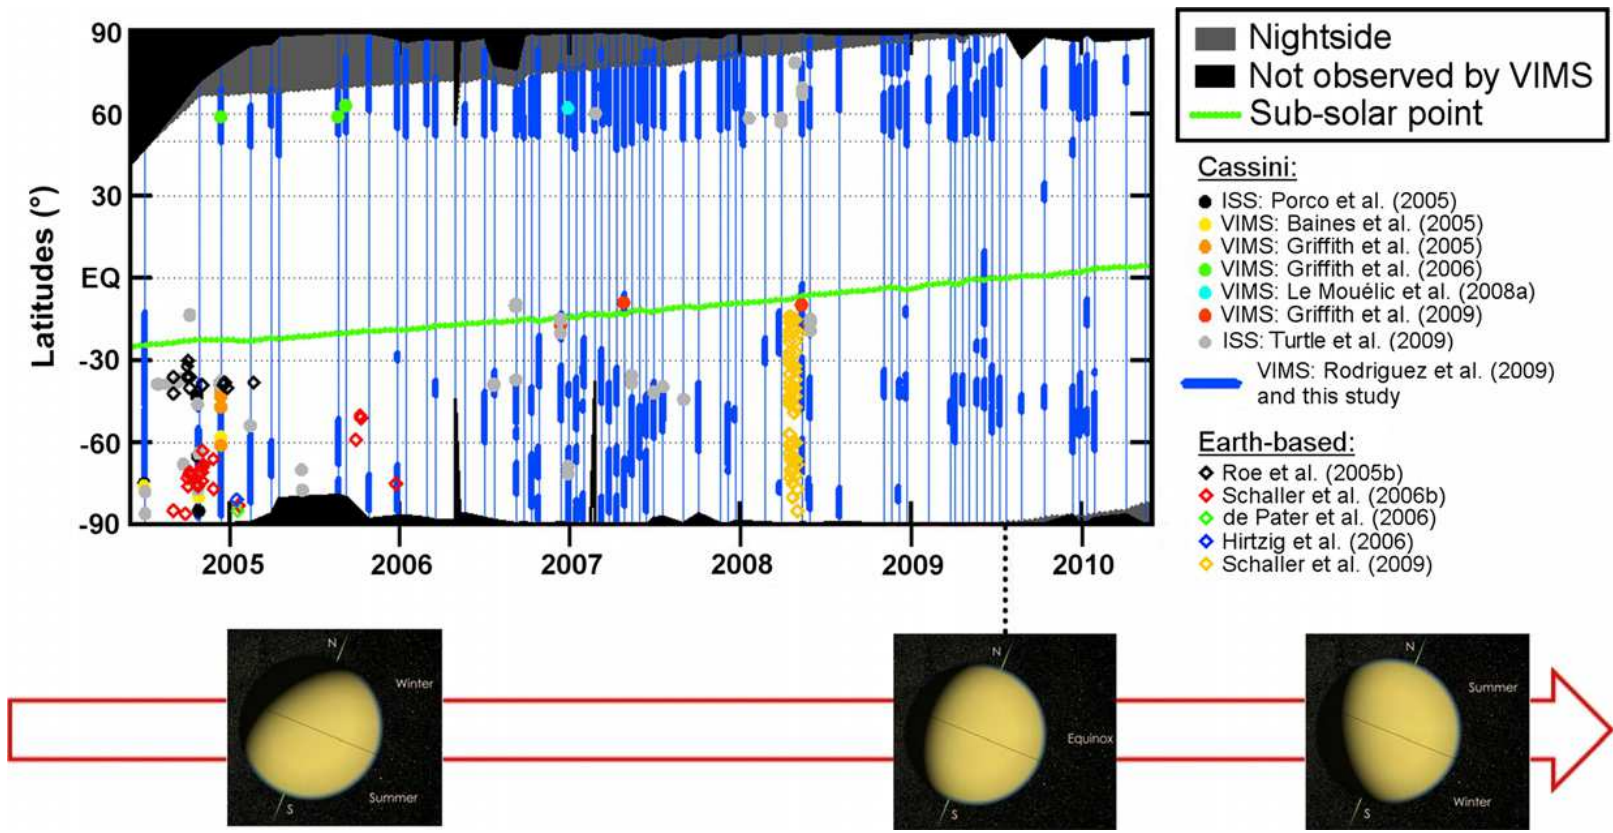 90
60
30
EQ
-30
-60
-90
Latitudes (°)
2005
2006
2007
2008
2009
2010
Nightside
Not observed by VIMS
Sub-solar point
Cassini:
ISS: Porco et al. (2005)
VIMS: Baines et al. (2005)
VIMS: Griffith et al. (2005)
VIMS: Griffith et al. (2006)
VIMS: Le Mouélic et al. (2008a)
VIMS: Griffith et al. (2009)
ISS: Turtle et al. (2009)
VIMS: Rodriguez et al. (2009)
and this study
Earth-based:
Roe et al. (2005b)
Schaller et al. (2006b)
de Pater et al. (2006)
Hirtzig et al. (2006)
Schaller et al. (2009)
N
Winter
Summer
S
N
Equinox
S
N
Summer
Winter
S